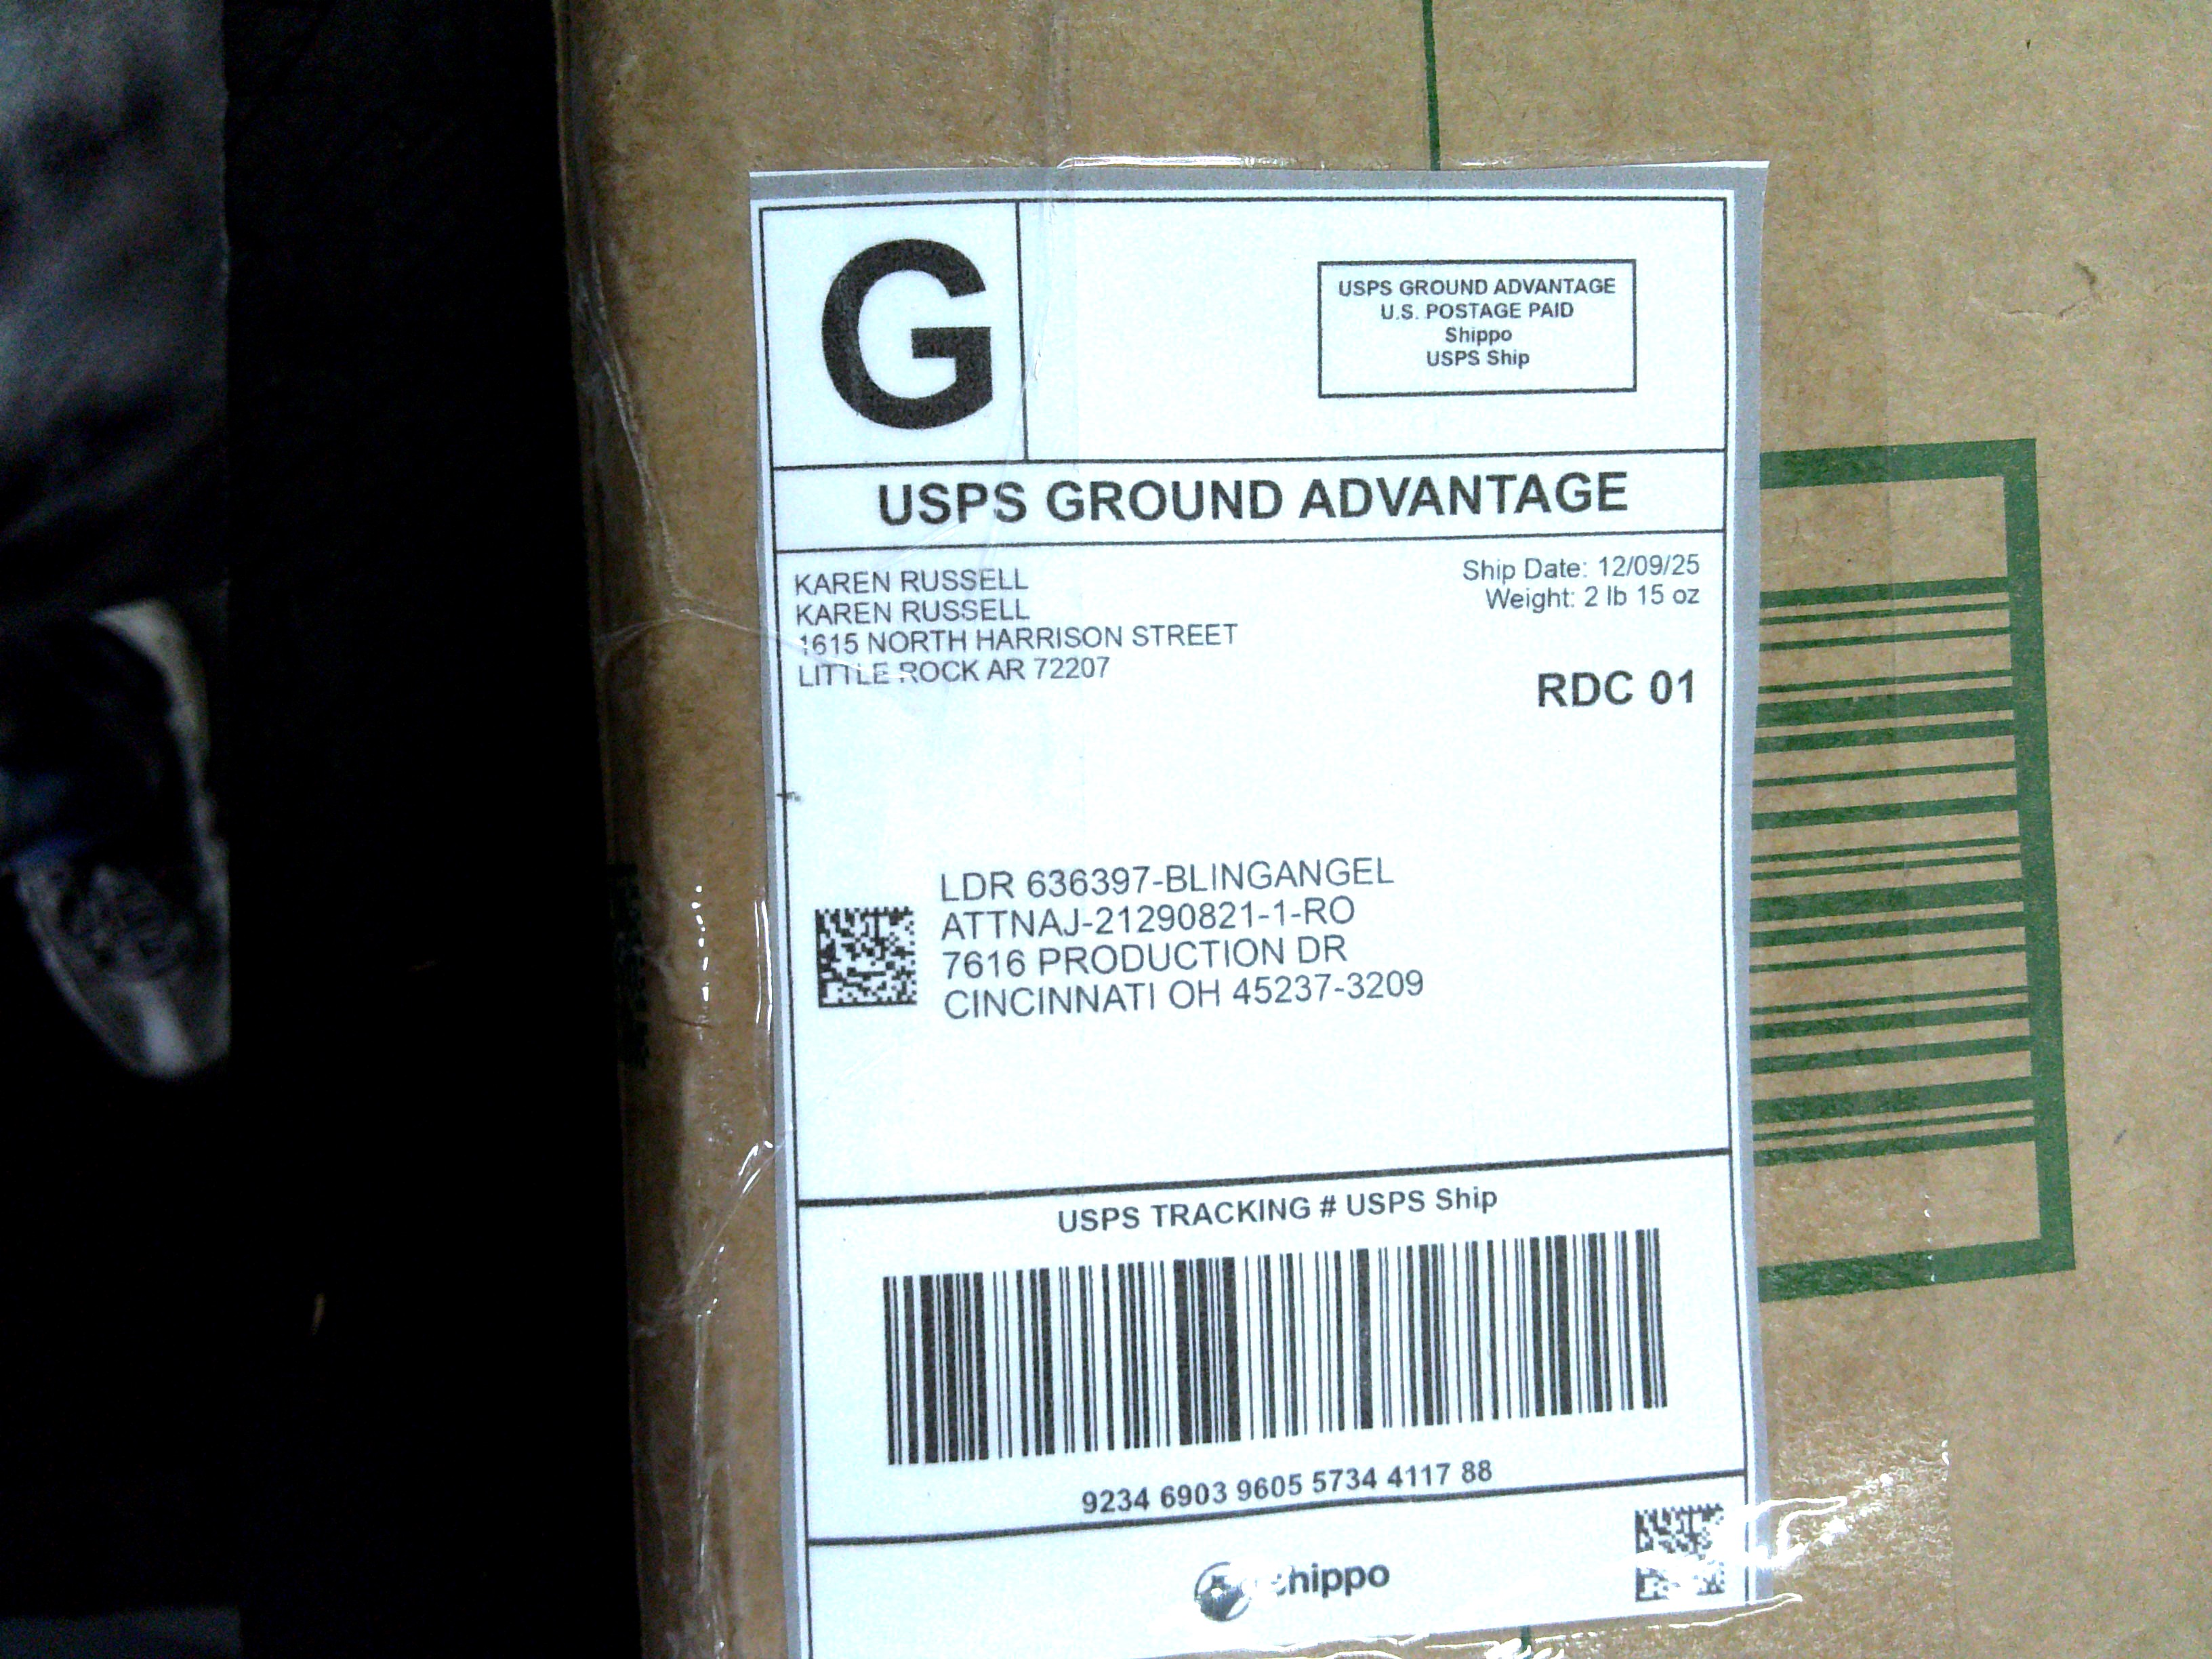 G
USPS GROUND ADVANTAGE
U.S. POSTAGE PAID
Shippo
USPS Ship
USPS GROUND ADVANTAGE
KAREN RUSSELL
KAREN RUSSELL
1615 NORTH HARRISON STREET
LITTLE ROCK AR 72207
Ship Date: 12/09/25
Weight: 2 lb 15 oz
RDC 01
LDR 636397-BLINGANGEL
ATTNAJ-21290821-1-RO
7616 PRODUCTION DR
CINCINNATI OH 45237-3209
USPS TRACKING # USPS Ship
9234 6903 9605 5734 4117 88
shippo